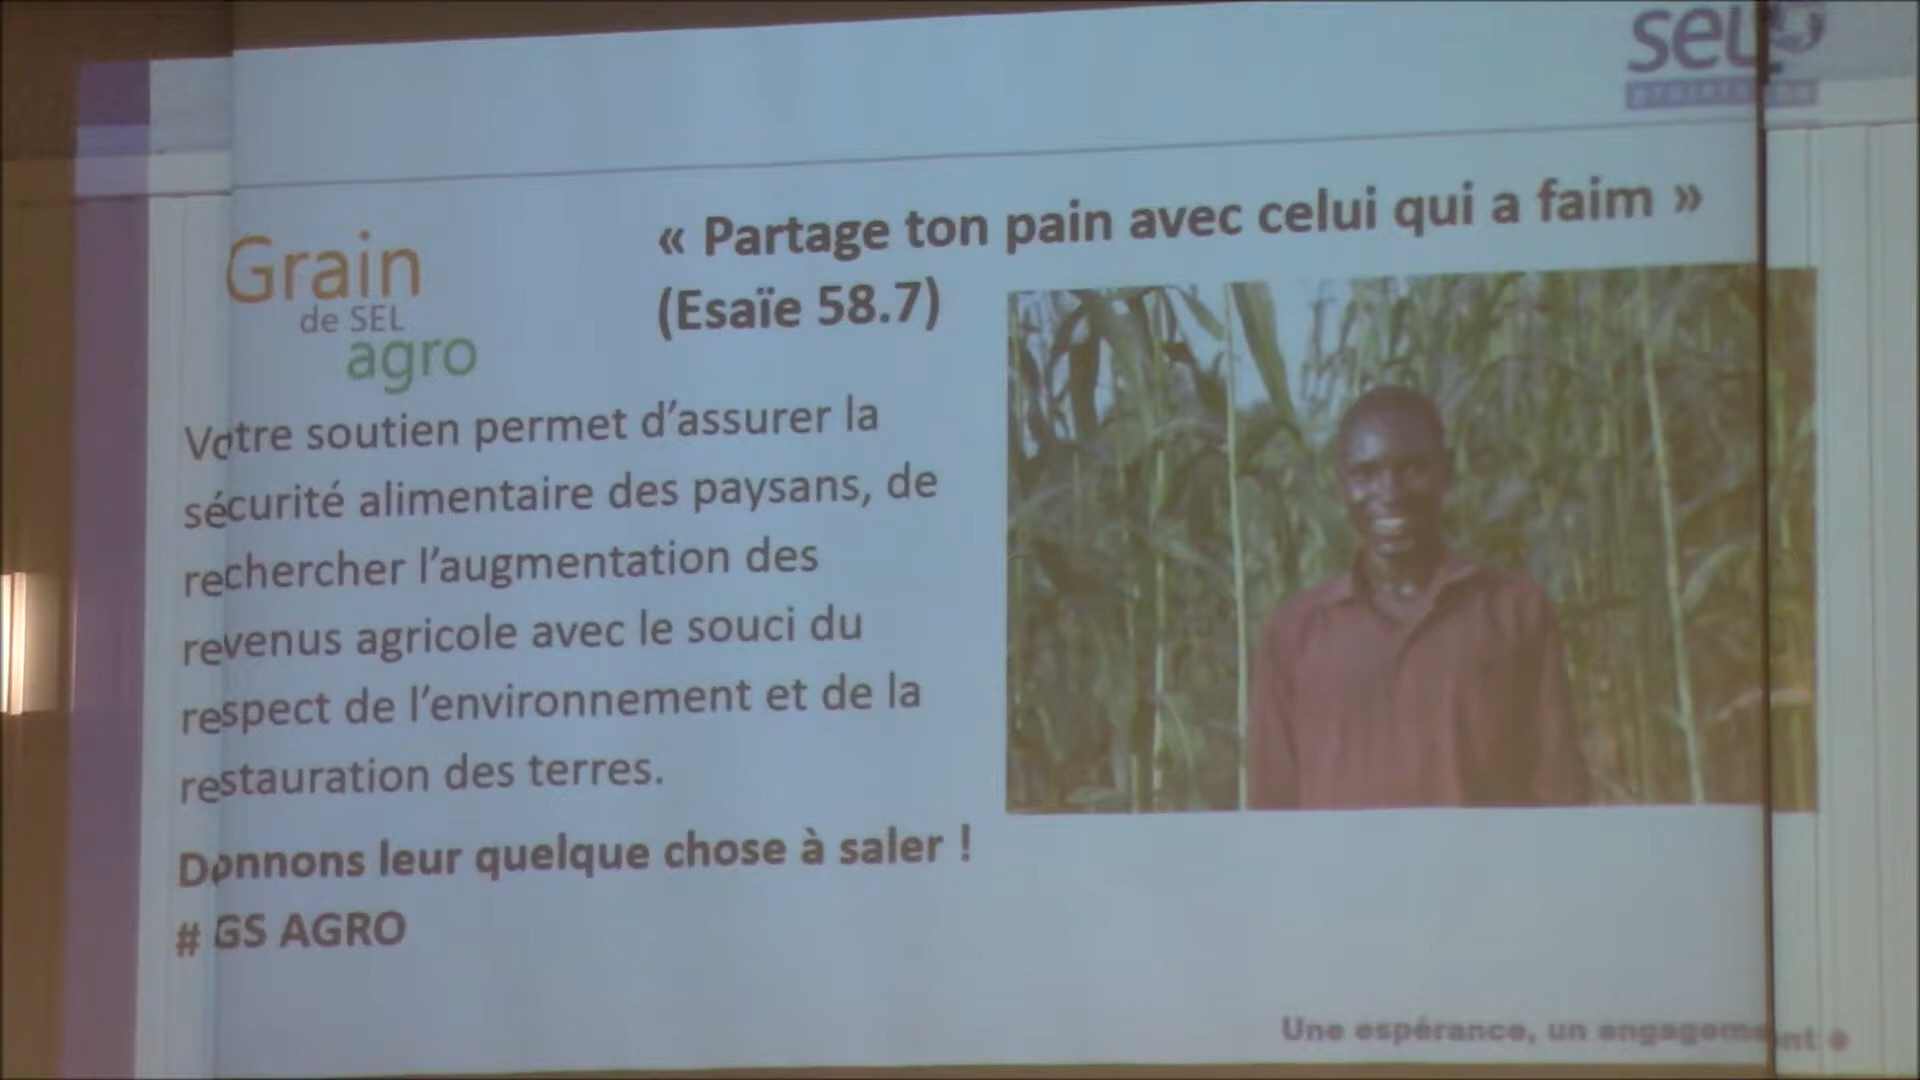 SEL
projets
« Partage ton pain avec celui qui a faim »
(Esaïe 58.7)
Grain
de SEL
agro
Votre soutien permet d'assurer la
sécurité alimentaire des paysans, de
rechercher l'augmentation des
revenus agricole avec le souci du
respect de l'environnement et de la
restauration des terres.
Donnons leur quelque chose à saler !
# GS AGRO
Une espérance, un engagement